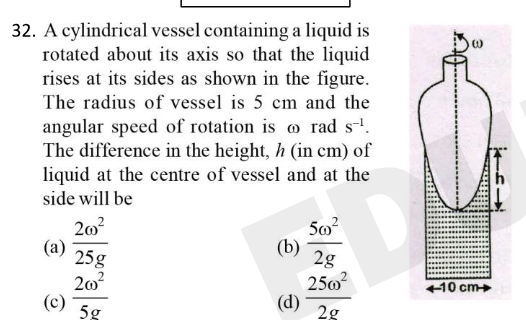 32. A cylindrical vessel containing a liquid is
rotated about its axis so that the liquid
rises at its sides as shown in the figure.
The radius of vessel is 5 cm and the
angular speed of rotation is ω rad s⁻¹.
The difference in the height, h (in cm) of
liquid at the centre of vessel and at the
side will be
(a) 2ω²/25g (b) 5ω²/2g
(c) 2ω²/5g (d) 25ω²/2g
ω
h
10 cm
EDU